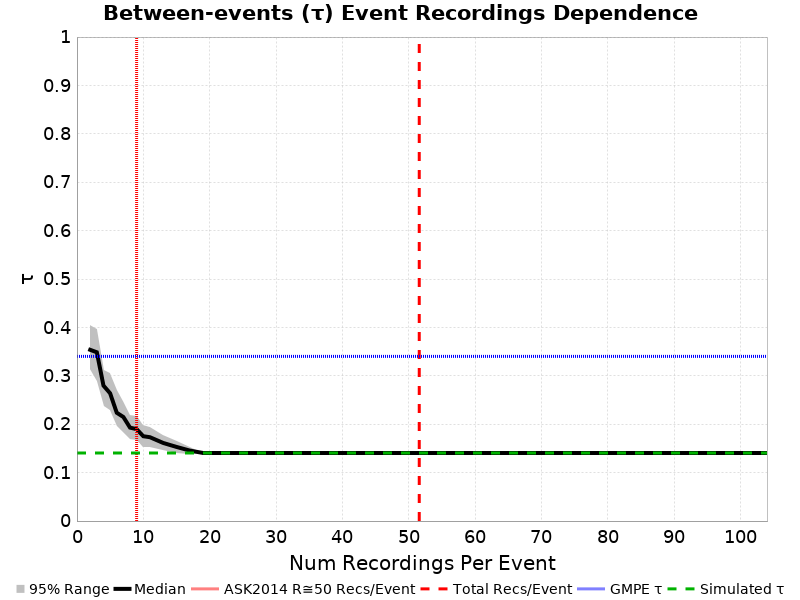 Between-events (τ) Event Recordings Dependence
1
0.9
0.8
0.7
0.6
0.5
0.4
0.3
0.2
0.1
0
τ
0 10 20 30 40 50 60 70 80 90 100
Num Recordings Per Event
95% Range Median ASK2014 R≅50 Recs/Event Total Recs/Event GMPE τ Simulated τ